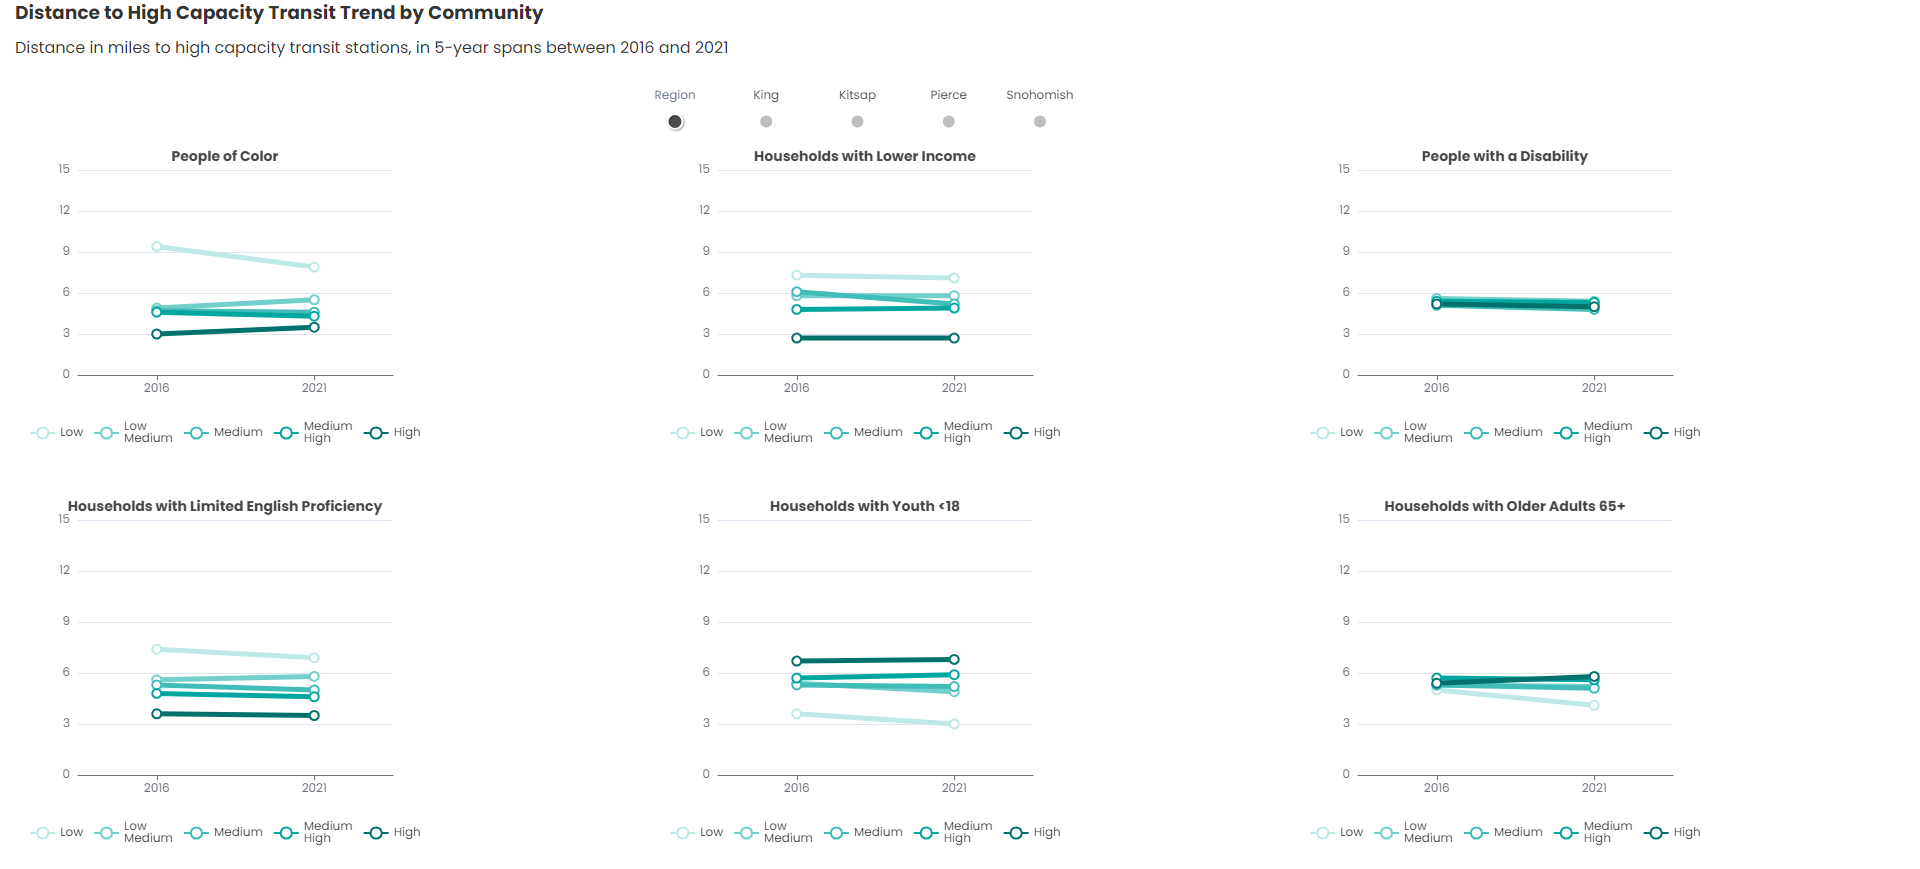 Distance to High Capacity Transit Trend by Community
Distance in miles to high capacity transit stations, in 5-year spans between 2016 and 2021
Region King Kitsap Pierce Snohomish
People of Color
15
12
9
6
3
0
2016 2021
Low Low Medium Medium Medium High High
Households with Lower Income
15
12
9
6
3
0
2016 2021
Low Low Medium Medium Medium High High
People with a Disability
15
12
9
6
3
0
2016 2021
Low Low Medium Medium Medium High High
Households with Limited English Proficiency
15
12
9
6
3
0
2016 2021
Low Low Medium Medium Medium High High
Households with Youth <18
15
12
9
6
3
0
2016 2021
Low Low Medium Medium Medium High High
Households with Older Adults 65+
15
12
9
6
3
0
2016 2021
Low Low Medium Medium Medium High High